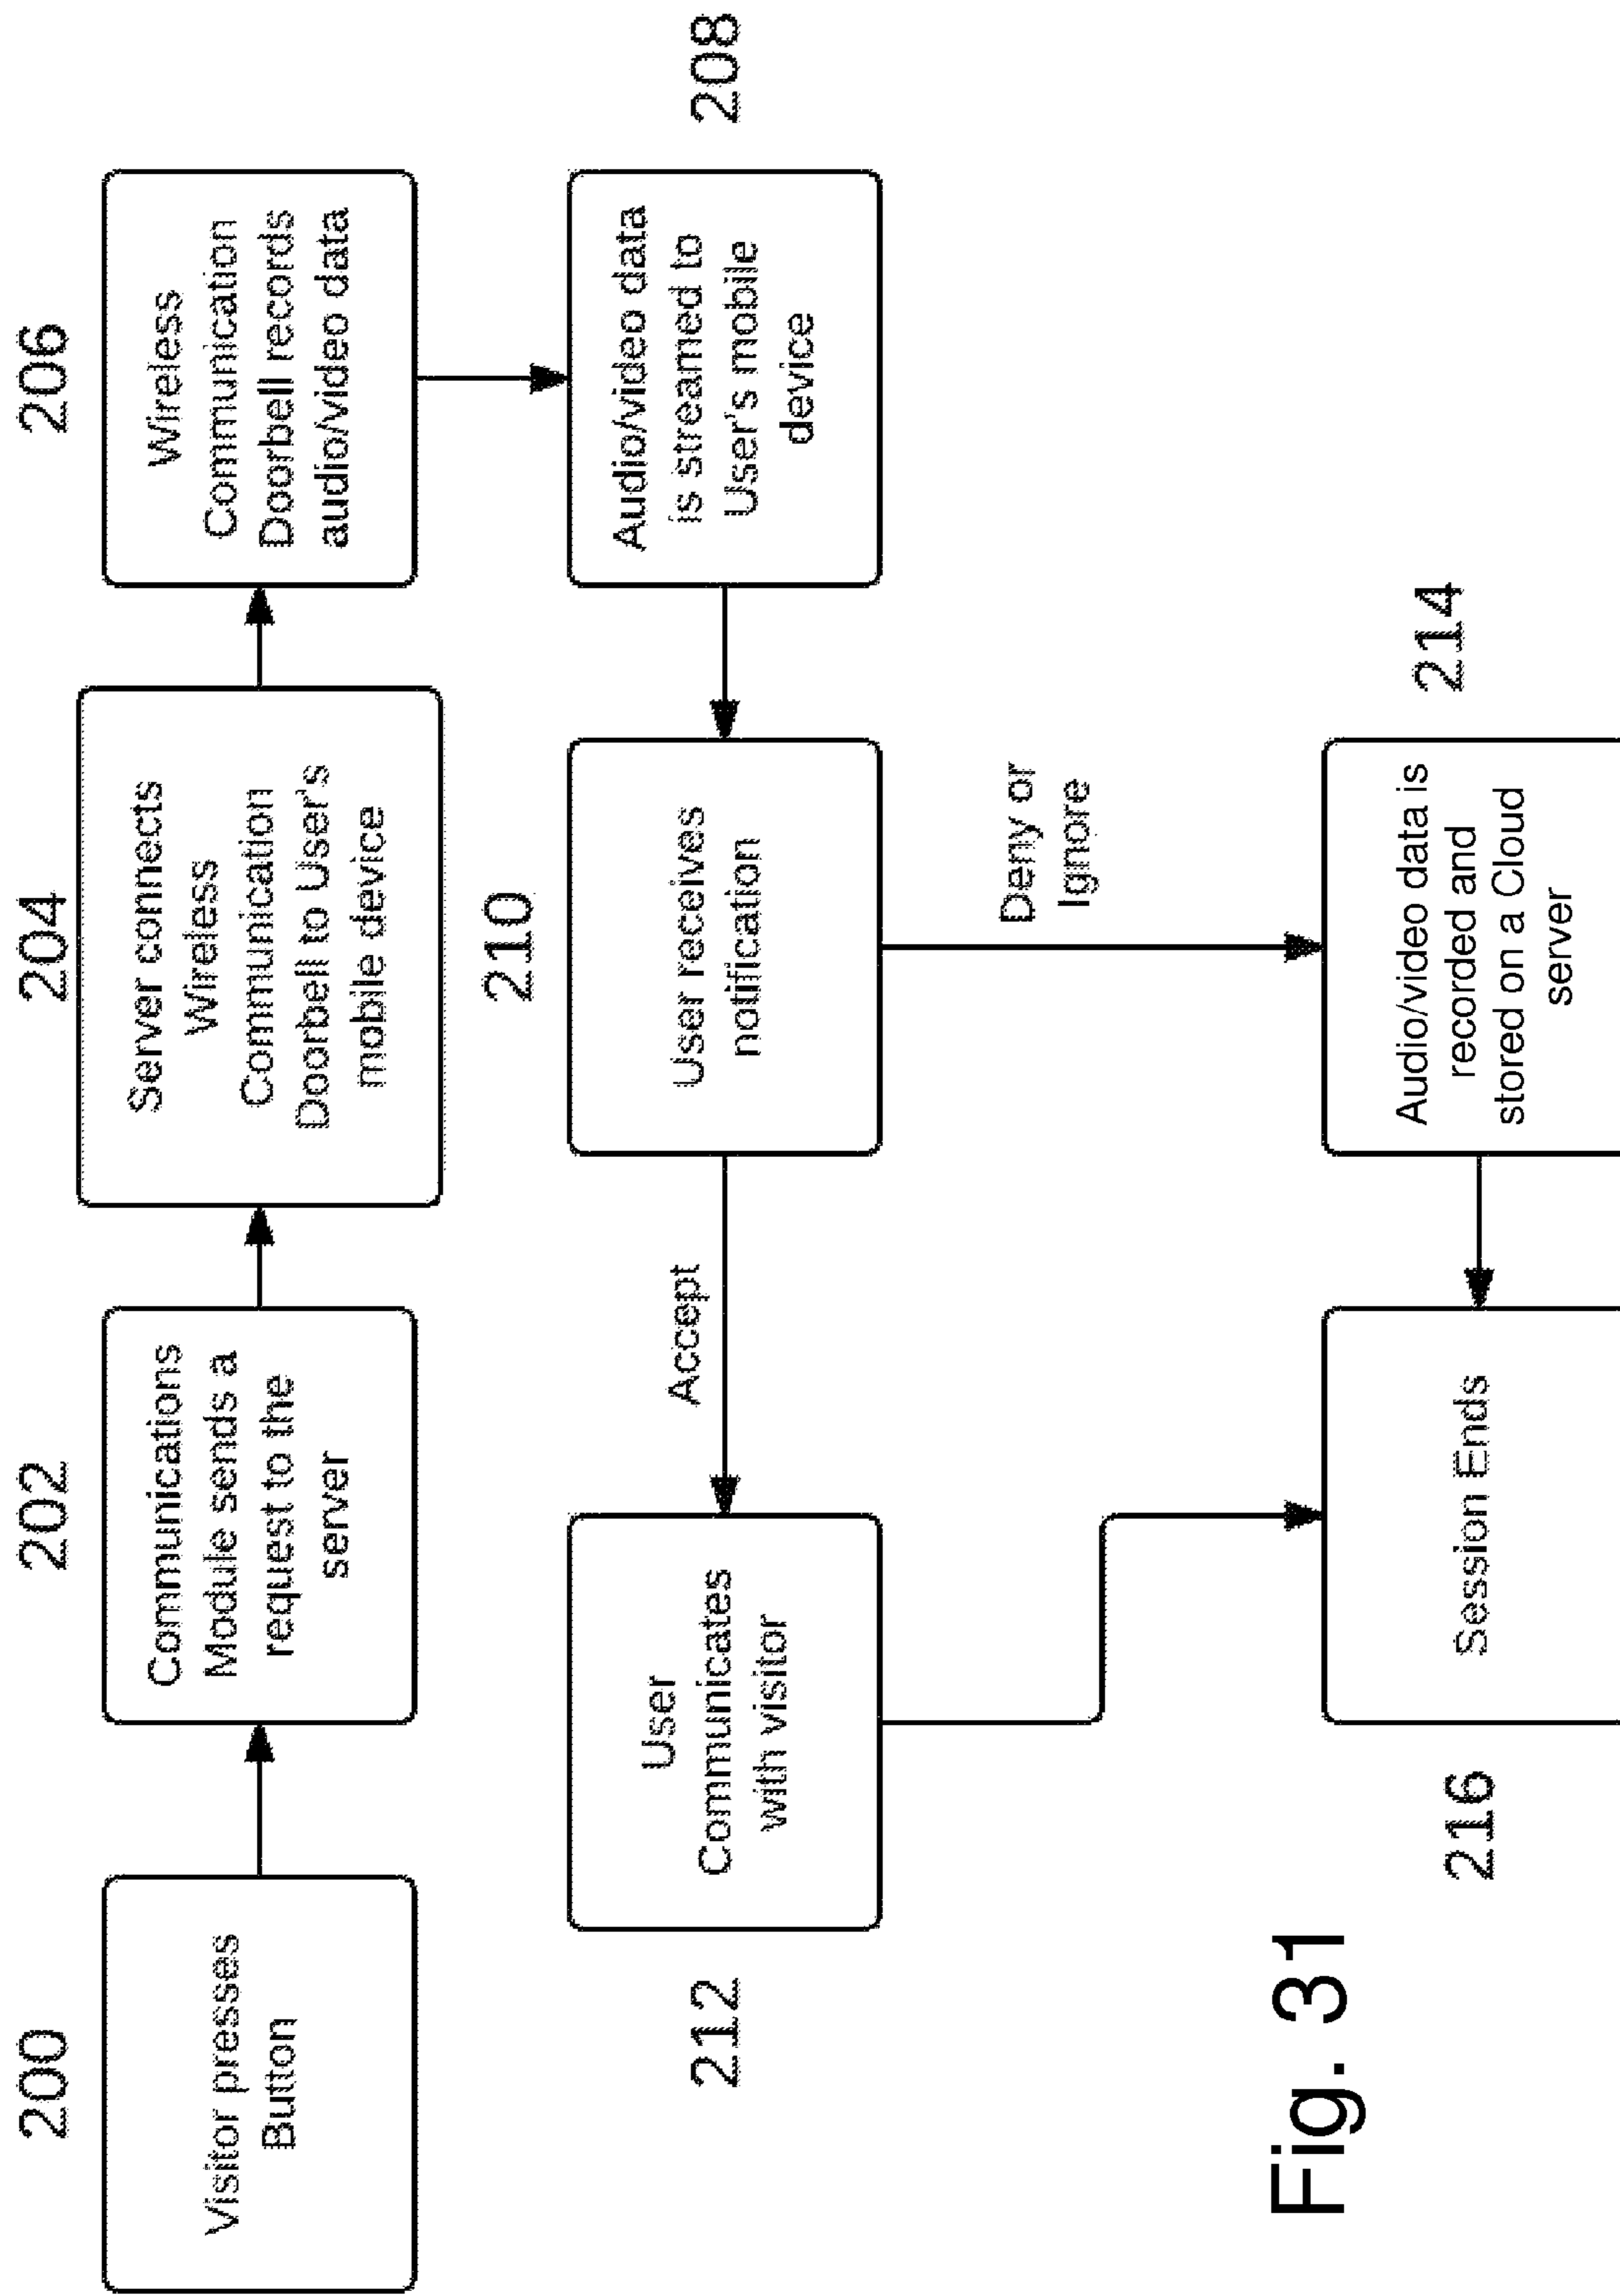 200
Visitor presses
Button
202
Communications
Module sends a
request to the
server
204
Server connects
Wireless
Communication
Doorbell to User's
mobile device
206
Wireless
Communication
Doorbell records
audio/video data
208
Audio/video data
is streamed to
User's mobile
device
210
User receives
notification
Accept
Deny or
Ignore
212
User
Communicates
with visitor
214
Audio/video data is
recorded and
stored on a Cloud
server
216
Session Ends
Fig. 31